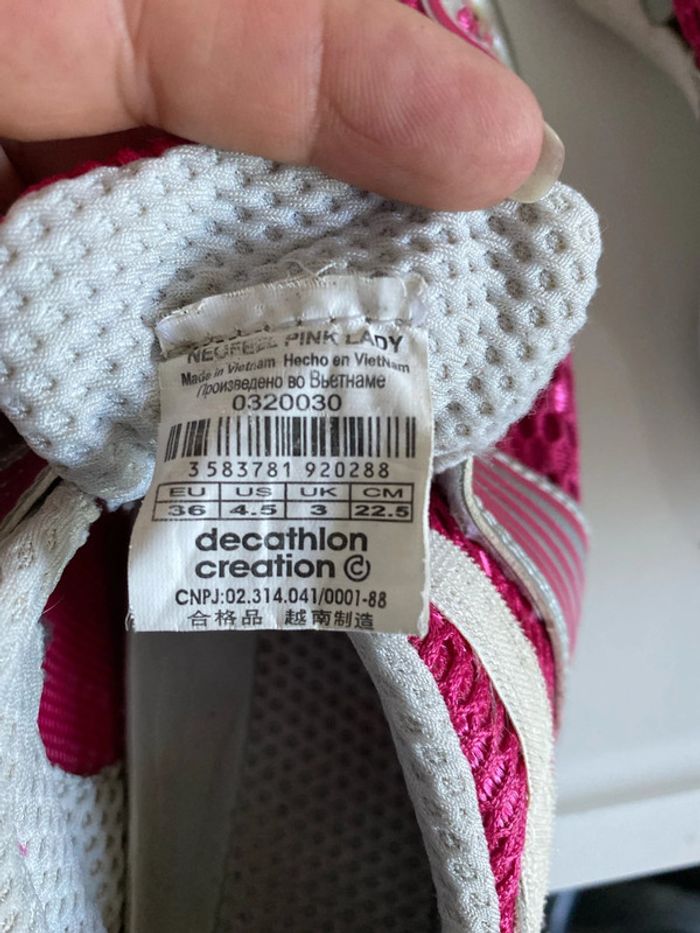 NEOFEEL PINK LADY
Made in Vietnam Hecho en VietNam
Произведено во Вьетнаме
0320030
3 583781 920288
EU US UK CM
36 4.5 3 22.5
decathlon
creation ©
CNPJ:02.314.041/0001-88
合格品 越南制造